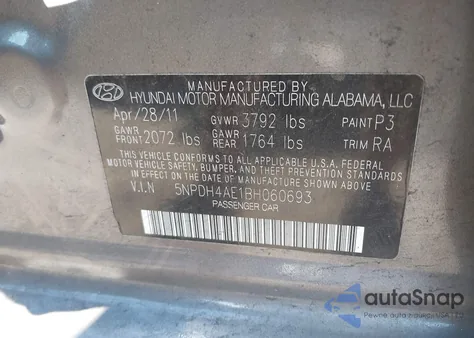 MANUFACTURED BY
HYUNDAI MOTOR MANUFACTURING ALABAMA, LLC
Apr/28/11 GVWR 3792 lbs PAINT P3
GAWR FRONT 2072 lbs GAWR REAR 1764 lbs TRIM RA
THIS VEHICLE CONFORMS TO ALL APPLICABLE U.S.A. FEDERAL
MOTOR VEHICLE SAFETY, BUMPER, AND THEFT PREVENTION STANDARDS
IN EFFECT ON THE DATE OF MANUFACTURE SHOWN ABOVE.
V.I.N 5NPDH4AE1BH060693
PASSENGER CAR
autoSnap
Pewne auta